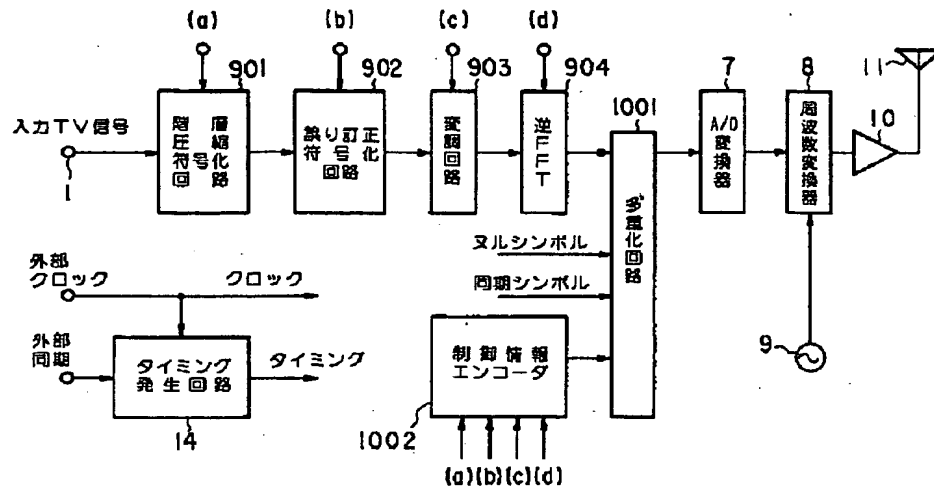 (a)
(b)
(c)
(d)
901
902
903
904
1001
7
8
11
10
入力TV信号
1
階層
圧縮
符号化
回路
誤り訂正
符号化
回路
変調回路
逆FFT
多重化回路
A/D
変換器
周波数変換器
ヌルシンボル
同期シンボル
外部
クロック
クロック
外部
同期
タイミング
発生回路
タイミング
14
制御情報
エンコーダ
1002
9
(a)(b)(c)(d)